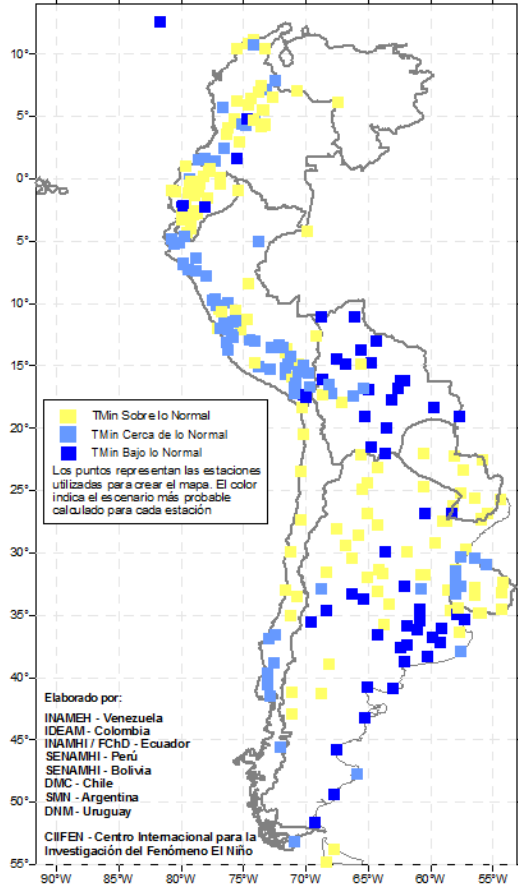 10°
5°
0°
5°
10°
15°
20°
25°
30°
35°
40°
45°
50°
55°
TMin Sobre lo Normal
TMin Cerca de lo Normal
TMin Bajo lo Normal
Los puntos representan las estaciones
utilizadas para crear el mapa. El color
indica el escenario más probable
calculado para cada estación
Elaborado por:
INAMEH - Venezuela
IDEAM - Colombia
INAMHI / FChD - Ecuador
SENAMHI - Perú
SENAMHI - Bolivia
DMC - Chile
SMN - Argentina
DNM - Uruguay
CIIFEN - Centro Internacional para la
Investigación del Fenómeno El Niño
90°W 85°W 80°W 75°W 70°W 65°W 60°W 55°W